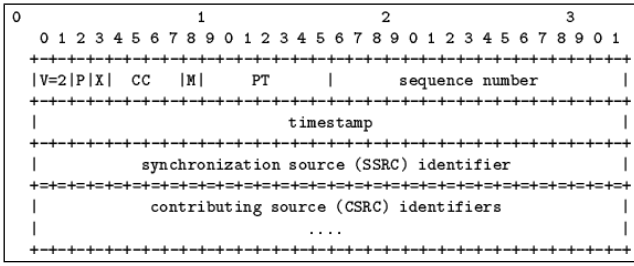 0                   1                   2                   3
0 1 2 3 4 5 6 7 8 9 0 1 2 3 4 5 6 7 8 9 0 1 2 3 4 5 6 7 8 9 0 1
+-+-+-+-+-+-+-+-+-+-+-+-+-+-+-+-+-+-+-+-+-+-+-+-+-+-+-+-+-+-+-+-+
|V=2|P|X|  CC   |M|     PT      |       sequence number         |
+-+-+-+-+-+-+-+-+-+-+-+-+-+-+-+-+-+-+-+-+-+-+-+-+-+-+-+-+-+-+-+-+
|                           timestamp                           |
+-+-+-+-+-+-+-+-+-+-+-+-+-+-+-+-+-+-+-+-+-+-+-+-+-+-+-+-+-+-+-+-+
|           synchronization source (SSRC) identifier            |
+=+=+=+=+=+=+=+=+=+=+=+=+=+=+=+=+=+=+=+=+=+=+=+=+=+=+=+=+=+=+=+=+
|            contributing source (CSRC) identifiers             |
|                             ....                              |
+-+-+-+-+-+-+-+-+-+-+-+-+-+-+-+-+-+-+-+-+-+-+-+-+-+-+-+-+-+-+-+-+